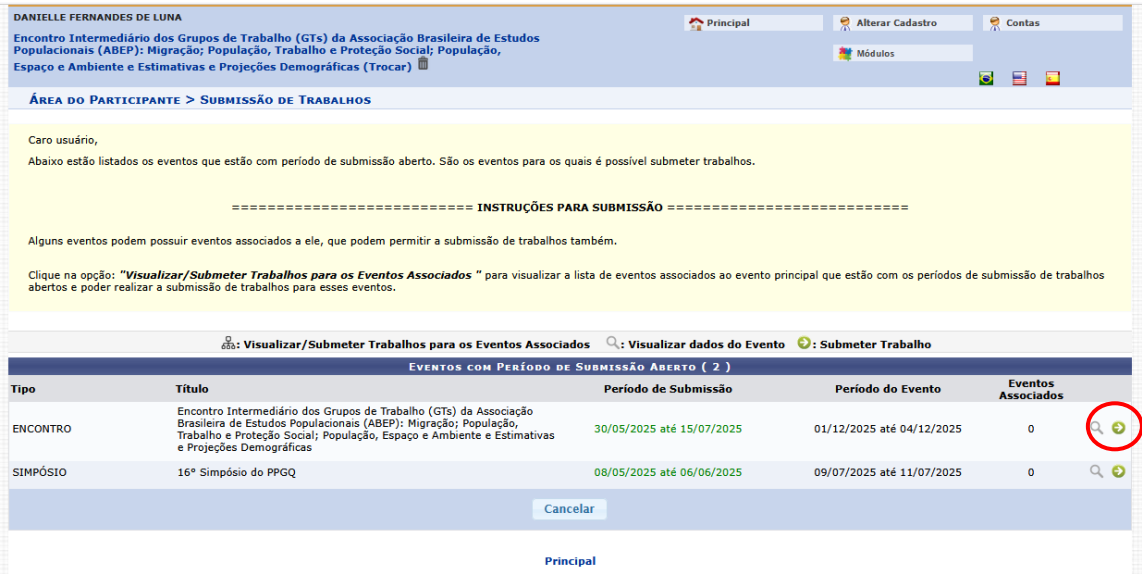 DANIELLE FERNANDES DE LUNA
Encontro Intermediário dos Grupos de Trabalho (GTs) da Associação Brasileira de Estudos
Populacionais (ABEP): Migração; População, Trabalho e Proteção Social; População,
Espaço e Ambiente e Estimativas e Projeções Demográficas (Trocar)
Principal
Alterar Cadastro
Contas
Módulos
ÁREA DO PARTICIPANTE > SUBMISSÃO DE TRABALHOS
Caro usuário,
Abaixo estão listados os eventos que estão com período de submissão aberto. São os eventos para os quais é possível submeter trabalhos.
=========================== INSTRUÇÕES PARA SUBMISSÃO ===========================
Alguns eventos podem possuir eventos associados a ele, que podem permitir a submissão de trabalhos também.
Clique na opção: "Visualizar/Submeter Trabalhos para os Eventos Associados " para visualizar a lista de eventos associados ao evento principal que estão com os períodos de submissão de trabalhos
abertos e poder realizar a submissão de trabalhos para esses eventos.
: Visualizar/Submeter Trabalhos para os Eventos Associados : Visualizar dados do Evento : Submeter Trabalho
EVENTOS COM PERÍODO DE SUBMISSÃO ABERTO ( 2 )
Tipo Título Período de Submissão Período do Evento Eventos
Associados
ENCONTRO
Encontro Intermediário dos Grupos de Trabalho (GTs) da Associação
Brasileira de Estudos Populacionais (ABEP): Migração; População,
Trabalho e Proteção Social; População, Espaço e Ambiente e Estimativas
e Projeções Demográficas
30/05/2025 até 15/07/2025 01/12/2025 até 04/12/2025 0
SIMPÓSIO 16º Simpósio do PPGQ 08/05/2025 até 06/06/2025 09/07/2025 até 11/07/2025 0
Cancelar
Principal